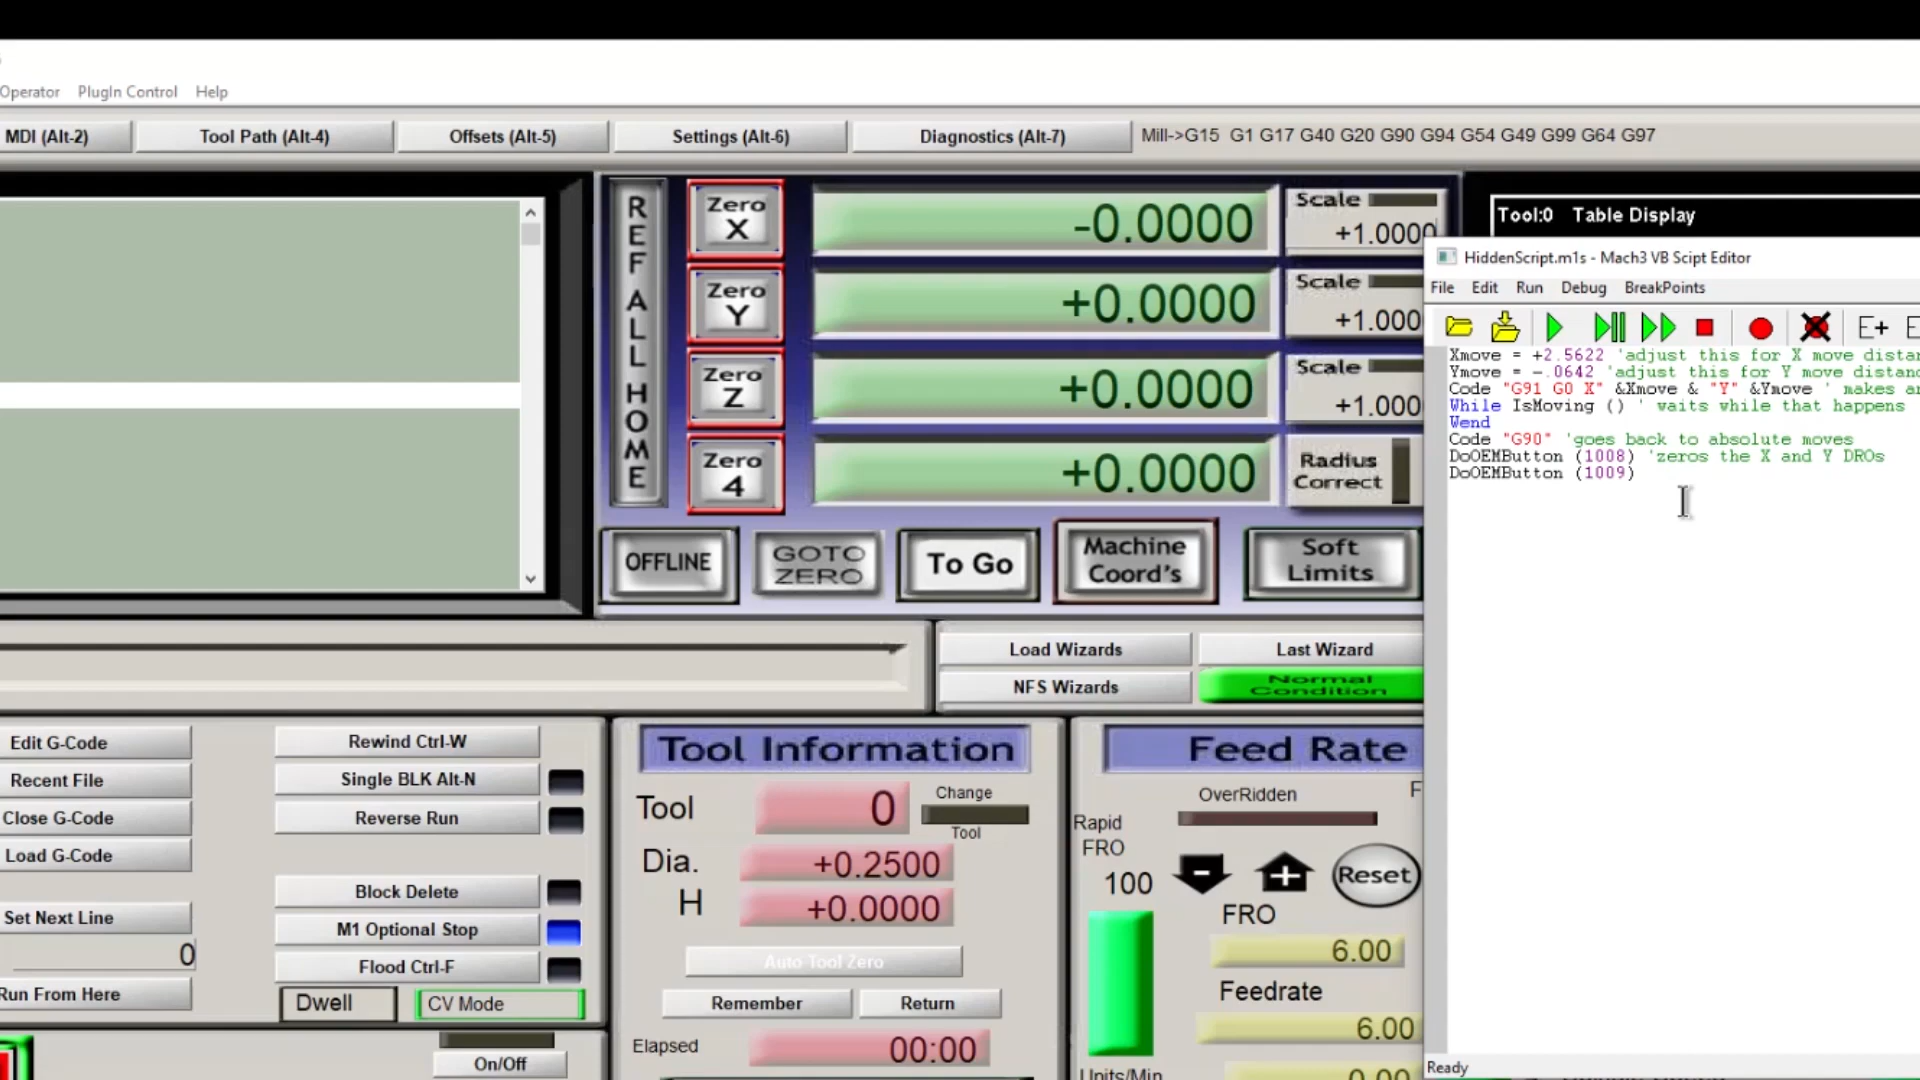 Operator PlugIn Control Help
MDI (Alt-2) Tool Path (Alt-4) Offsets (Alt-5) Settings (Alt-6) Diagnostics (Alt-7) Mill->G15 G1 G17 G40 G20 G90 G94 G54 G49 G99 G64 G97
REF ALL HOME
Zero X -0.0000 Scale +1.0000
Zero Y +0.0000 Scale +1.000
Zero Z +0.0000 Scale +1.000
Zero 4 +0.0000 Radius Correct
OFFLINE GOTO ZERO To Go Machine Coord's Soft Limits
Tool:0 Table Display
HiddenScript.m1s - Mach3 VB Scipt Editor
File Edit Run Debug BreakPoints
E+ E
Xmove = +2.5622 'adjust this for X move distan
Ymove = -.0642 'adjust this for Y move distanc
Code "G91 G0 X" &Xmove & "Y" &Ymove ' makes an
While IsMoving () ' waits while that happens
Wend
Code "G90" 'goes back to absolute moves
DoOEMButton (1008) 'zeros the X and Y DROs
DoOEMButton (1009)
Ready
Load Wizards Last Wizard
NFS Wizards Normal Condition
Edit G-Code
Recent File
Close G-Code
Load G-Code
Set Next Line
0
Run From Here
Rewind Ctrl-W
Single BLK Alt-N
Reverse Run
Block Delete
M1 Optional Stop
Flood Ctrl-F
Dwell CV Mode
On/Off
Tool Information
Tool 0 Change Tool
Dia. +0.2500
H +0.0000
Auto Tool Zero
Remember Return
Elapsed 00:00
Feed Rate
OverRidden F
Rapid
FRO
100
Reset
FRO
6.00
Feedrate
6.00
Units/Min
0.00